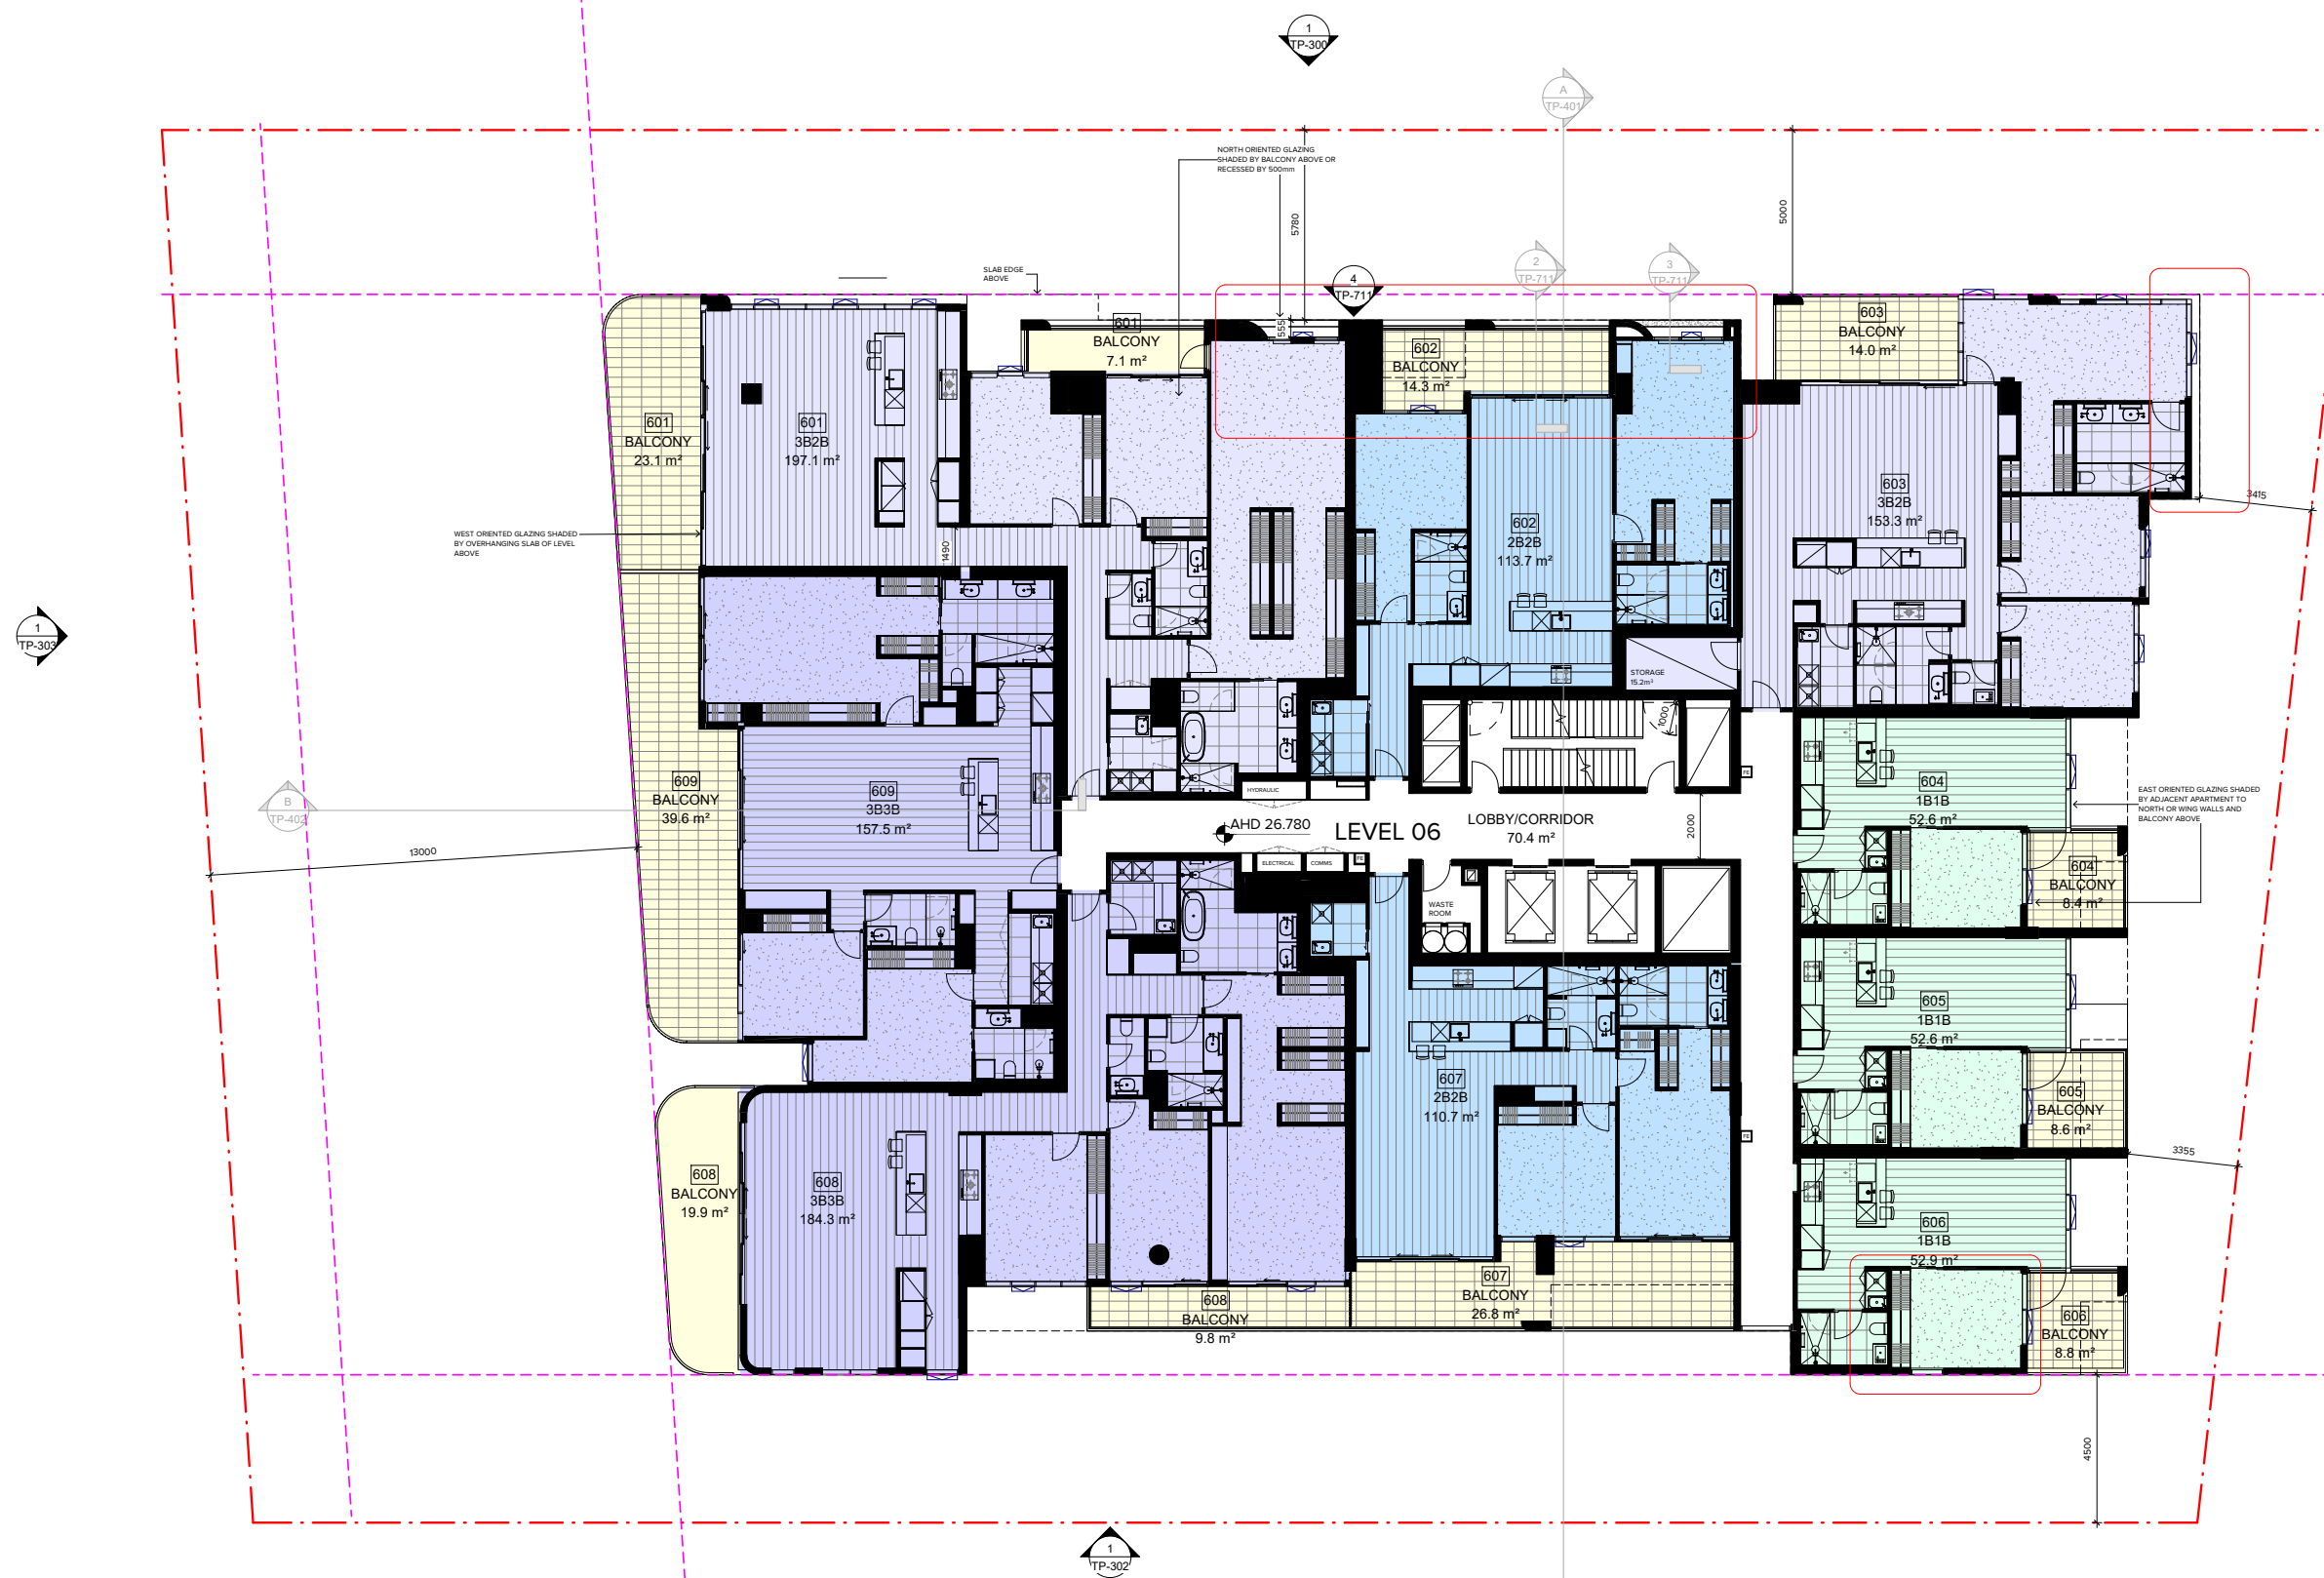 1
TP-300
A
TP-401
NORTH ORIENTED GLAZING
SHADED BY BALCONY ABOVE OR
RECESSED BY 500mm
5780
5000
SLAB EDGE
ABOVE
4
TP-711
2
TP-711
3
TP-711
555
601
BALCONY
7.1 m²
602
BALCONY
14.3 m²
603
BALCONY
14.0 m²
601
BALCONY
23.1 m²
601
3B2B
197.1 m²
602
2B2B
113.7 m²
603
3B2B
153.3 m²
3415
WEST ORIENTED GLAZING SHADED
BY OVERHANGING SLAB OF LEVEL
ABOVE
1490
1
TP-303
STORAGE
15.2m³
1000
B
TP-402
609
BALCONY
39.6 m²
609
3B3B
157.5 m²
HYDRAULIC
AHD 26.780
LEVEL 06
LOBBY/CORRIDOR
70.4 m²
2000
FE
604
1B1B
52.6 m²
EAST ORIENTED GLAZING SHADED
BY ADJACENT APARTMENT TO
NORTH OR WING WALLS AND
BALCONY ABOVE
13000
ELECTRICAL
COMMS
FE
WASTE
ROOM
604
BALCONY
8.4 m²
605
1B1B
52.6 m²
605
BALCONY
8.6 m²
607
2B2B
110.7 m²
FE
3355
608
BALCONY
19.9 m²
608
3B3B
184.3 m²
606
1B1B
52.9 m²
608
BALCONY
9.8 m²
607
BALCONY
26.8 m²
606
BALCONY
8.8 m²
4500
1
TP-302